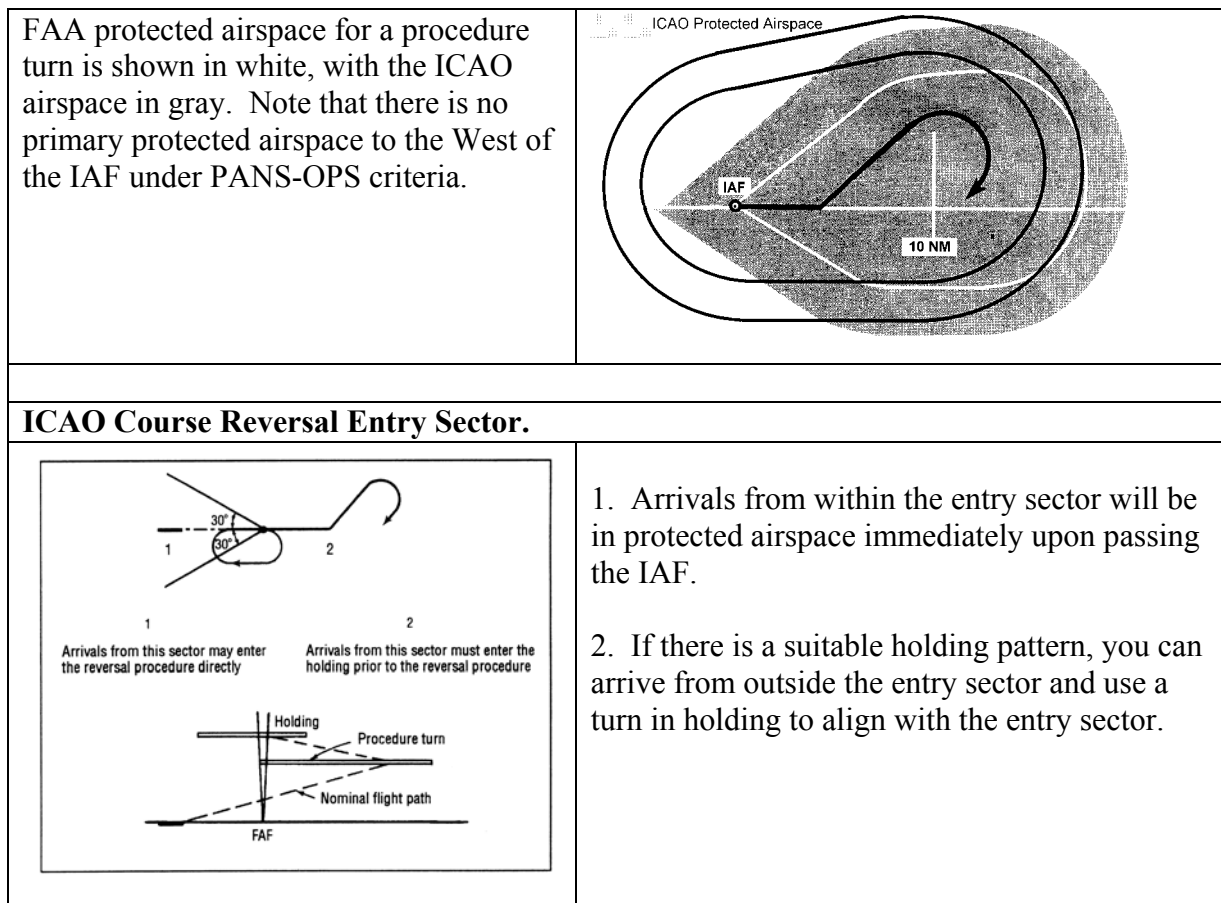 FAA protected airspace for a procedure
turn is shown in white, with the ICAO
airspace in gray.  Note that there is no
primary protected airspace to the West of
the IAF under PANS-OPS criteria.
ICAO Protected Airspace
IAF
10 NM
ICAO Course Reversal Entry Sector.
30°
1
30°
2
1
Arrivals from this sector may enter
the reversal procedure directly
2
Arrivals from this sector must enter the
holding prior to the reversal procedure
Holding
Procedure turn
Nominal flight path
FAF
1.  Arrivals from within the entry sector will be
in protected airspace immediately upon passing
the IAF.
2.  If there is a suitable holding pattern, you can
arrive from outside the entry sector and use a
turn in holding to align with the entry sector.